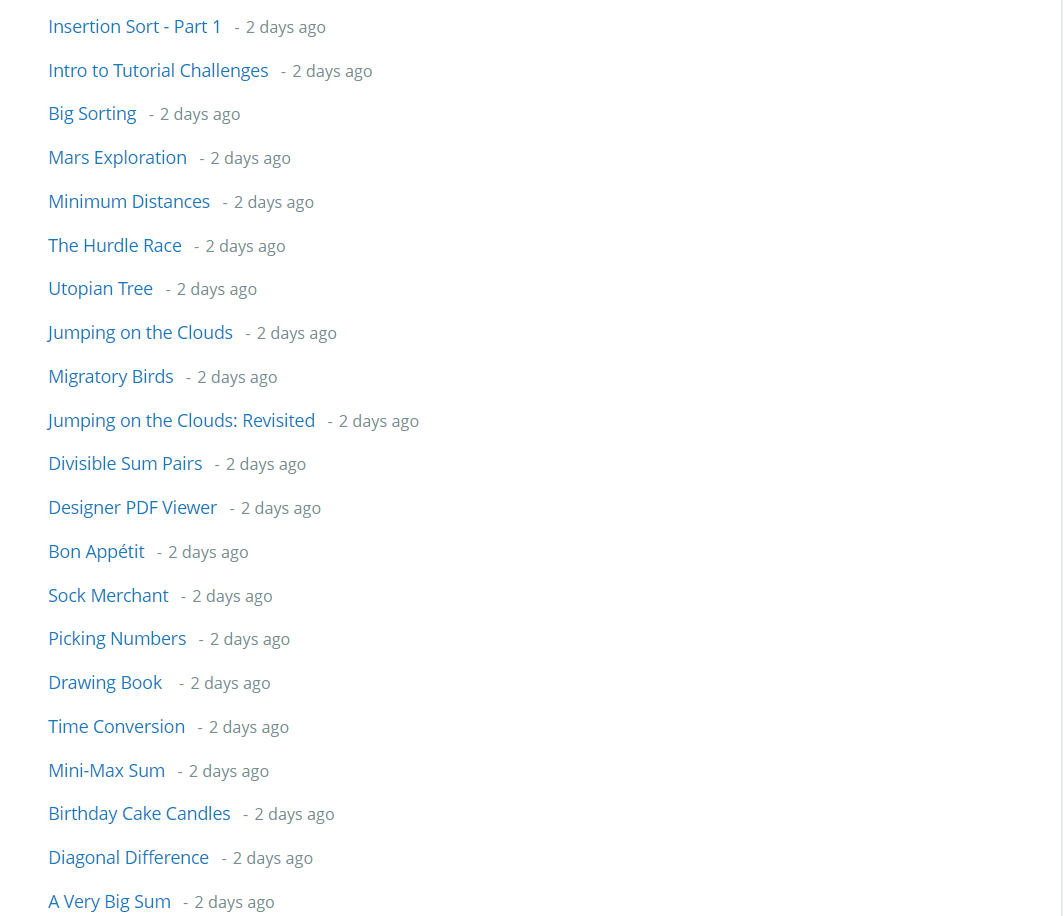 Insertion Sort - Part 1 - 2 days ago
Intro to Tutorial Challenges - 2 days ago
Big Sorting - 2 days ago
Mars Exploration - 2 days ago
Minimum Distances - 2 days ago
The Hurdle Race - 2 days ago
Utopian Tree - 2 days ago
Jumping on the Clouds - 2 days ago
Migratory Birds - 2 days ago
Jumping on the Clouds: Revisited - 2 days ago
Divisible Sum Pairs - 2 days ago
Designer PDF Viewer - 2 days ago
Bon Appétit - 2 days ago
Sock Merchant - 2 days ago
Picking Numbers - 2 days ago
Drawing Book - 2 days ago
Time Conversion - 2 days ago
Mini-Max Sum - 2 days ago
Birthday Cake Candles - 2 days ago
Diagonal Difference - 2 days ago
A Very Big Sum - 2 days ago